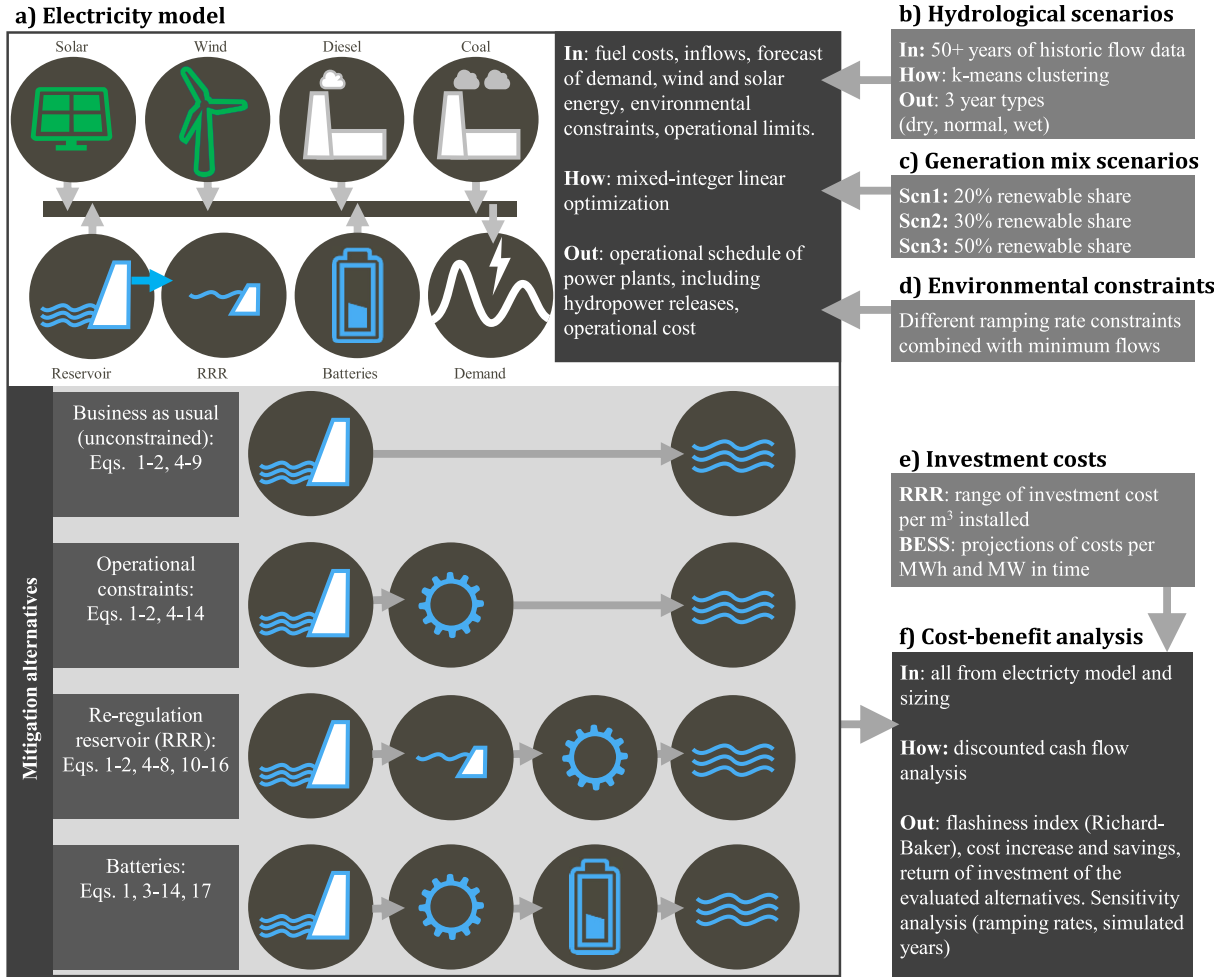 a) Electricity model
Solar
Wind
Diesel
Coal
Reservoir
RRR
Batteries
Demand
In: fuel costs, inflows, forecast
of demand, wind and solar
energy, environmental
constraints, operational limits.
How: mixed-integer linear
optimization
Out: operational schedule of
power plants, including
hydropower releases,
operational cost
b) Hydrological scenarios
In: 50+ years of historic flow data
How: k-means clustering
Out: 3 year types
(dry, normal, wet)
c) Generation mix scenarios
Scn1: 20% renewable share
Scn2: 30% renewable share
Scn3: 50% renewable share
d) Environmental constraints
Different ramping rate constraints
combined with minimum flows
Mitigation alternatives
Business as usual
(unconstrained):
Eqs.  1-2, 4-9
Operational
constraints:
Eqs. 1-2, 4-14
Re-regulation
reservoir (RRR):
Eqs. 1-2, 4-8, 10-16
Batteries:
Eqs. 1, 3-14, 17
e) Investment costs
RRR: range of investment cost
per m³ installed
BESS: projections of costs per
MWh and MW in time
f) Cost-benefit analysis
In: all from electricty model and
sizing
How: discounted cash flow
analysis
Out: flashiness index (Richard-
Baker), cost increase and savings,
return of investment of the
evaluated alternatives. Sensitivity
analysis (ramping rates, simulated
years)